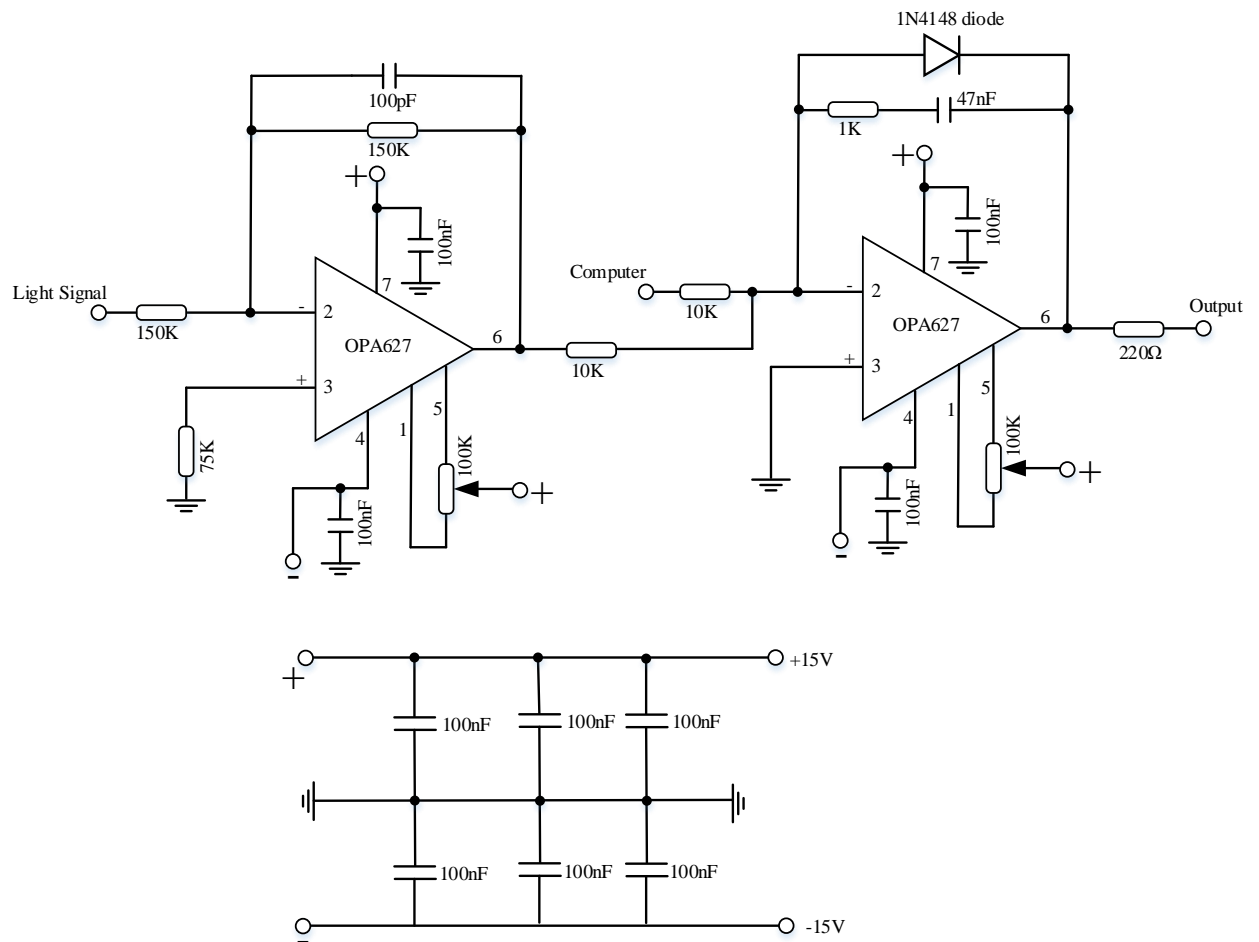 1N4148 diode
100pF
47nF
1K
150K
+
+
100nF
100nF
7
7
Computer
Light Signal
-
2
-
2
150K
10K
Output
OPA627
6
OPA627
6
10K
220Ω
+
3
+
3
75K
4
1
5
100K
+
4
1
5
100K
+
100nF
-
100nF
-
+
+15V
100nF
100nF
100nF
100nF
100nF
100nF
-
-15V